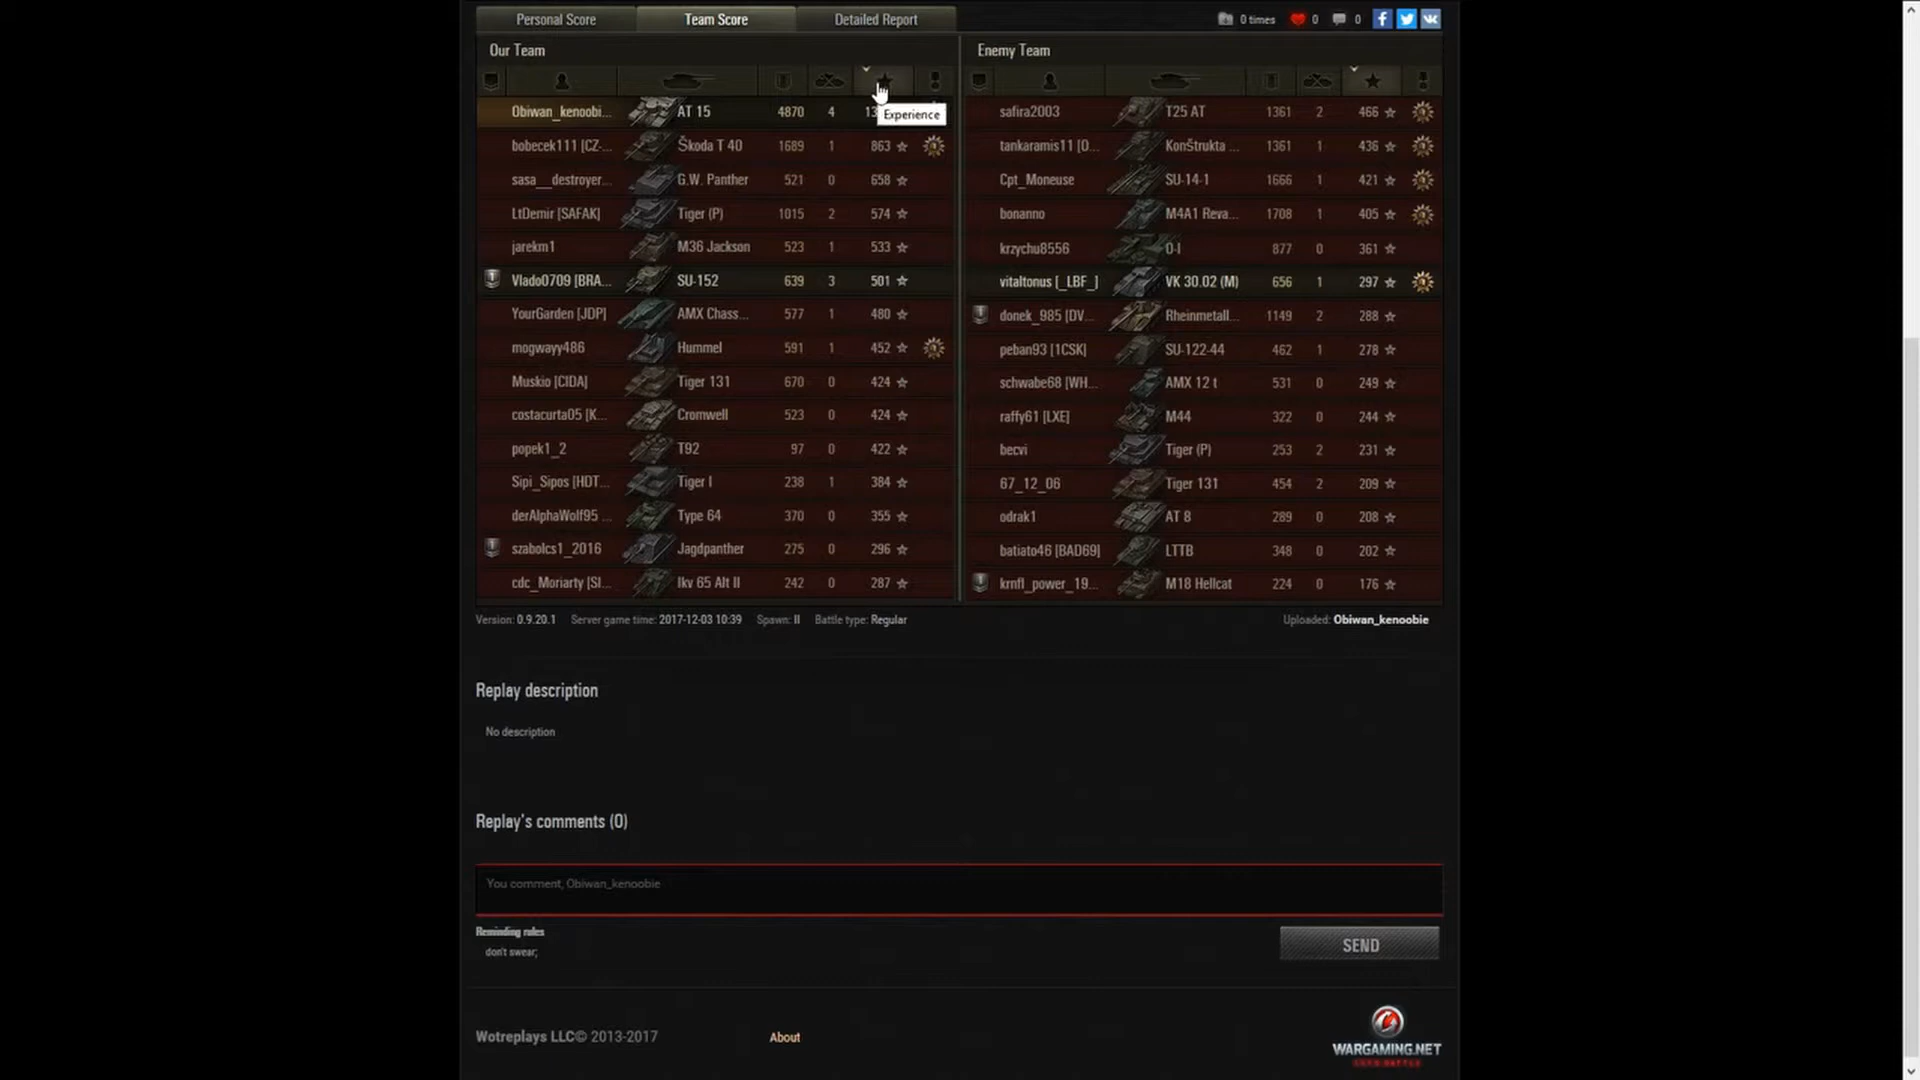 Personal Score Team Score Detailed Report 0 times 0 0
Our Team Enemy Team
Obiwan_kenoobi... AT 15 4870 4
Experience
bobecek111 [CZ-... Škoda T 40 1689 1 863
sasa__destroyer... G.W. Panther 521 0 658
LtDemir [SAFAK] Tiger (P) 1015 2 574
jarekm1 M36 Jackson 523 1 533
Vlado0709 [BRA... SU-152 639 3 501
YourGarden [JDP] AMX Chass... 577 1 480
mogwayy486 Hummel 591 1 452
Muskio [CIDA] Tiger 131 670 0 424
costacurta05 [K... Cromwell 523 0 424
popek1_2 T92 97 0 422
Sipi_Sipos [HDT... Tiger I 238 1 384
derAlphaWolf95 ... Type 64 370 0 355
szabolcs1_2016 Jagdpanther 275 0 296
cdc_Moriarty [SI... Ikv 65 Alt II 242 0 287
safira2003 T25 AT 1361 2 466
tankaramis11 [O... Konštrukta ... 1361 1 436
Cpt_Moneuse SU-14-1 1666 1 421
bonanno M4A1 Reva... 1708 1 405
krzychu8556 O-I 877 0 361
vitaltonus [_LBF_] VK 30.02 (M) 656 1 297
donek_985 [DV... Rheinmetall... 1149 2 288
peban93 [1CSK] SU-122-44 462 1 278
schwabe68 [WH... AMX 12 t 531 0 249
raffy61 [LXE] M44 322 0 244
becvi Tiger (P) 253 2 231
67_12_06 Tiger 131 454 2 209
odrak1 AT 8 289 0 208
batiato46 [BAD69] LTTB 348 0 202
krnfl_power_19... M18 Hellcat 224 0 176
Version: 0.9.20.1 Server game time: 2017-12-03 10:39 Spawn: II Battle type: Regular Uploaded: Obiwan_kenoobie
Replay description
No description
Replay's comments (0)
You comment, Obiwan_kenoobie
Reminding rules
don't swear;
SEND
Wotreplays LLC© 2013-2017 About
WARGAMING.NET